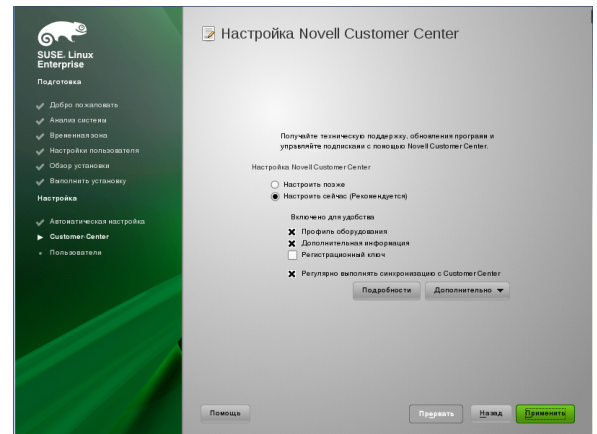 SUSE. Linux
Enterprise
Подготовка
Добро пожаловать
Анализ системы
Временная зона
Настройки пользователя
Обзор установки
Выполнить установку
Настройка
Автоматическая настройка
Customer Center
Пользователи
Настройка Novell Customer Center
Получайте техническую поддержку, обновления програми и
управляйте подписками с помощью Novell Customer Center.
Настройка Novell Customer Center
Настроить позже
Настроить сейчас (Рекомендуется)
Включено для удобства
Профиль оборудования
Дополнительная информация
Регистрационный ключ
Регулярно выполнять синхронизацию с Customer Center
Подробности
Дополнительно
Помощь
Прервать
Назад
Применить